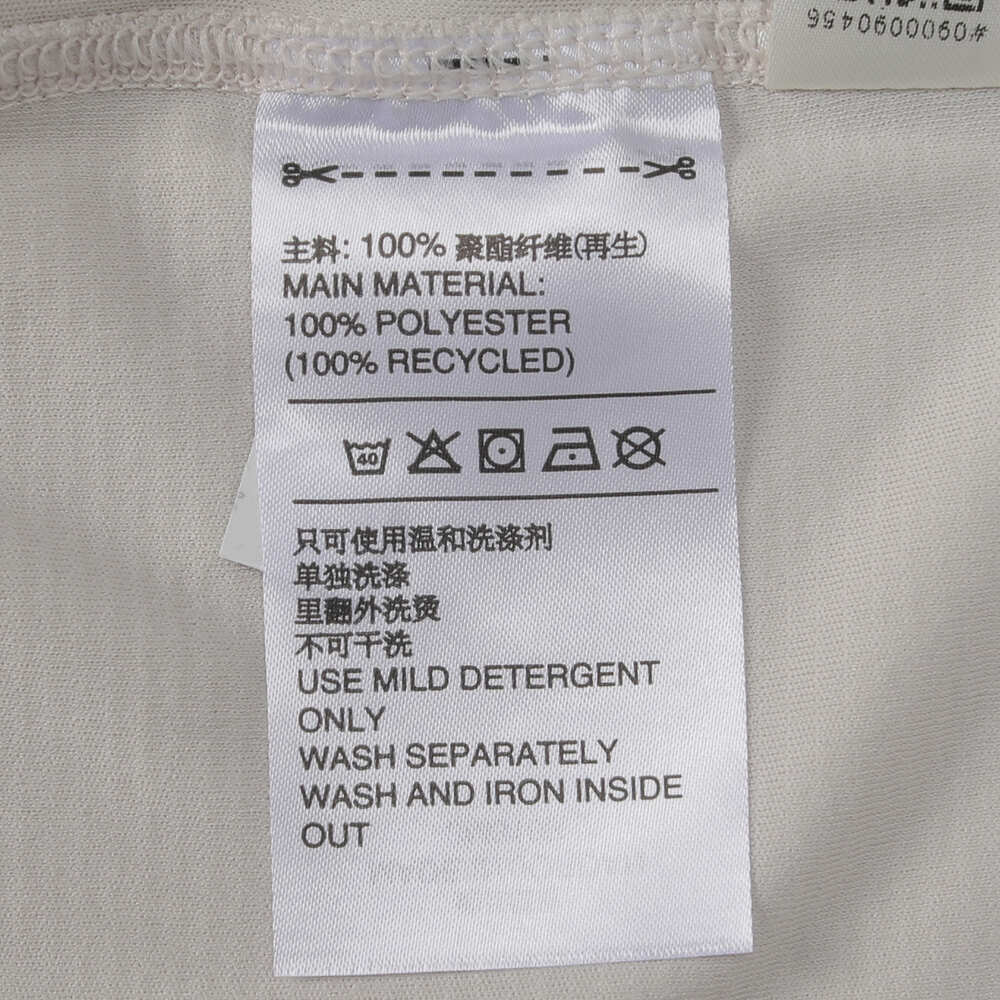 #0900090456
主料: 100% 聚酯纤维(再生)
MAIN MATERIAL:
100% POLYESTER
(100% RECYCLED)
40
只可使用温和洗涤剂
单独洗涤
里翻外洗烫
不可干洗
USE MILD DETERGENT
ONLY
WASH SEPARATELY
WASH AND IRON INSIDE
OUT